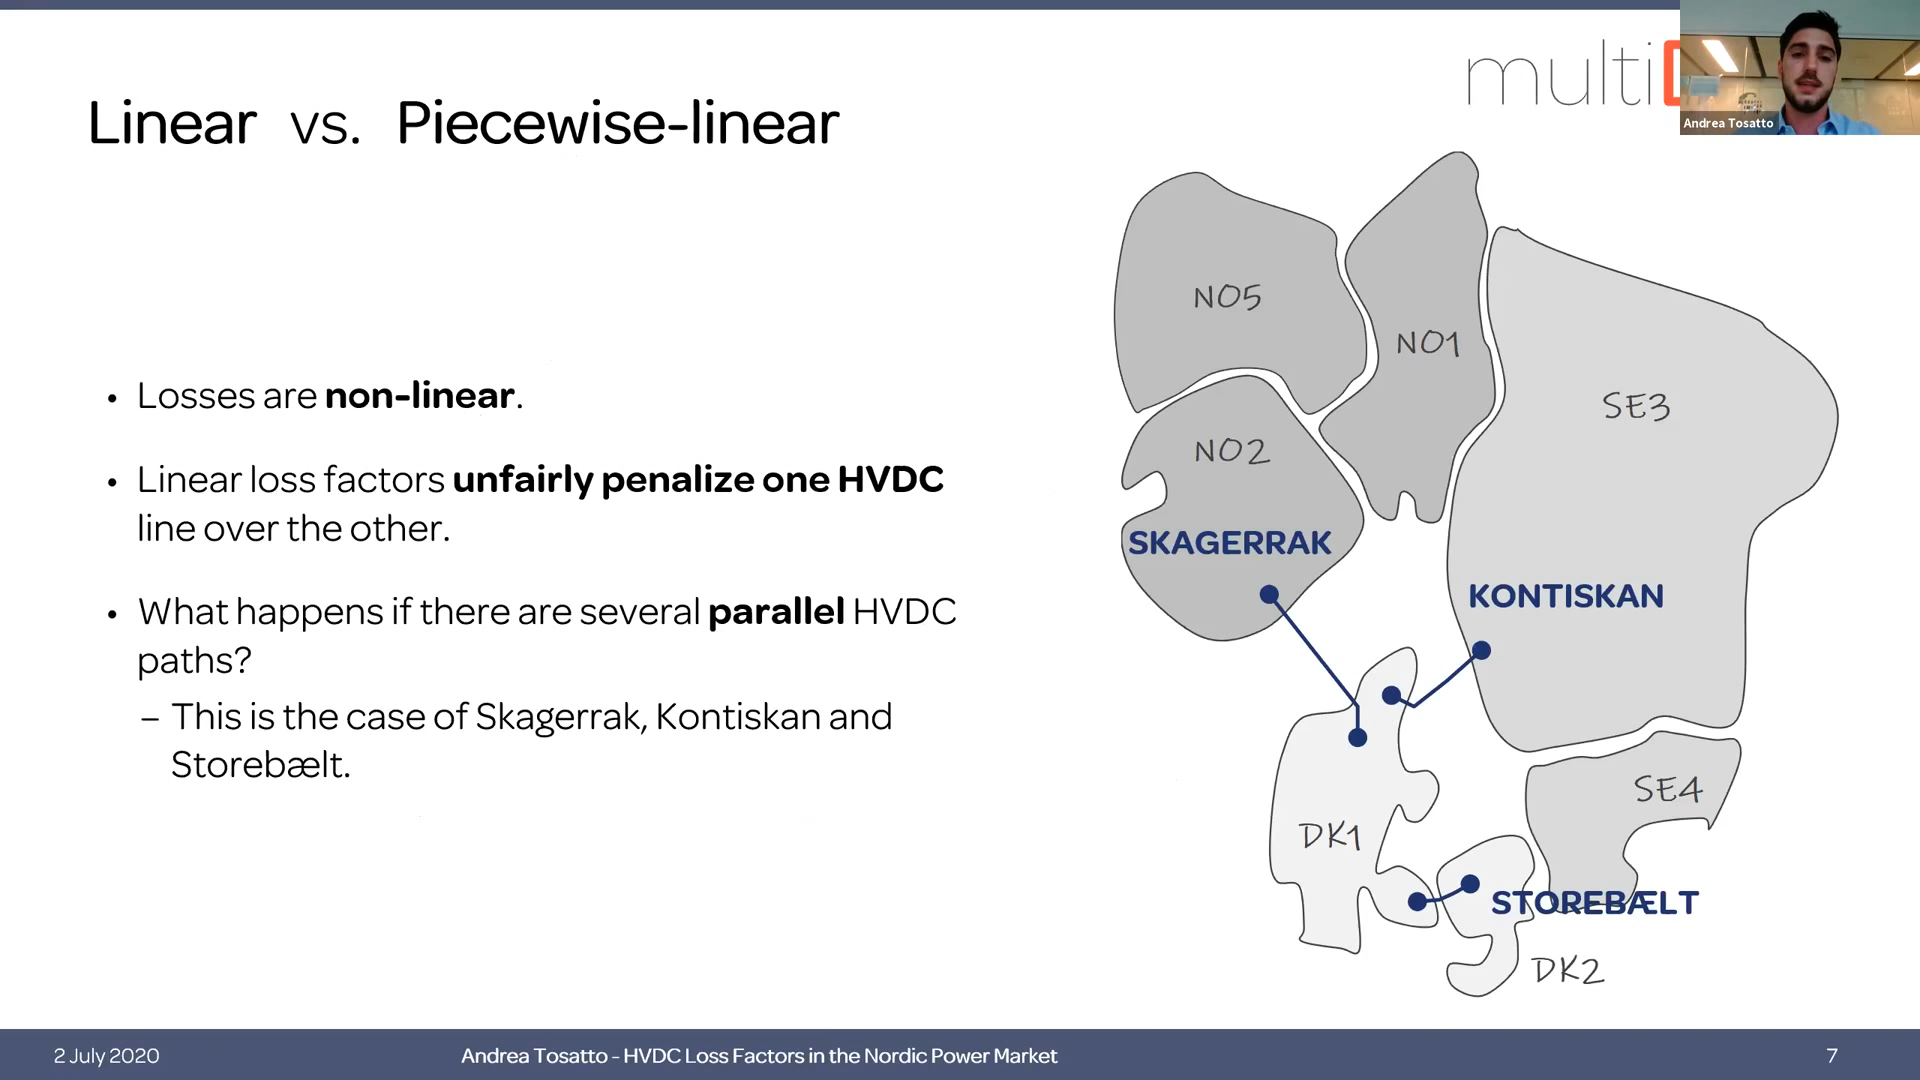 multi
Andrea Tosatto
Linear vs. Piecewise-linear
• Losses are non-linear.
• Linear loss factors unfairly penalize one HVDC
line over the other.
• What happens if there are several parallel HVDC
paths?
– This is the case of Skagerrak, Kontiskan and
Storebælt.
NO5
NO1
SE3
NO2
SKAGERRAK
KONTISKAN
SE4
DK1
STOREBÆLT
DK2
2 July 2020
Andrea Tosatto - HVDC Loss Factors in the Nordic Power Market
7